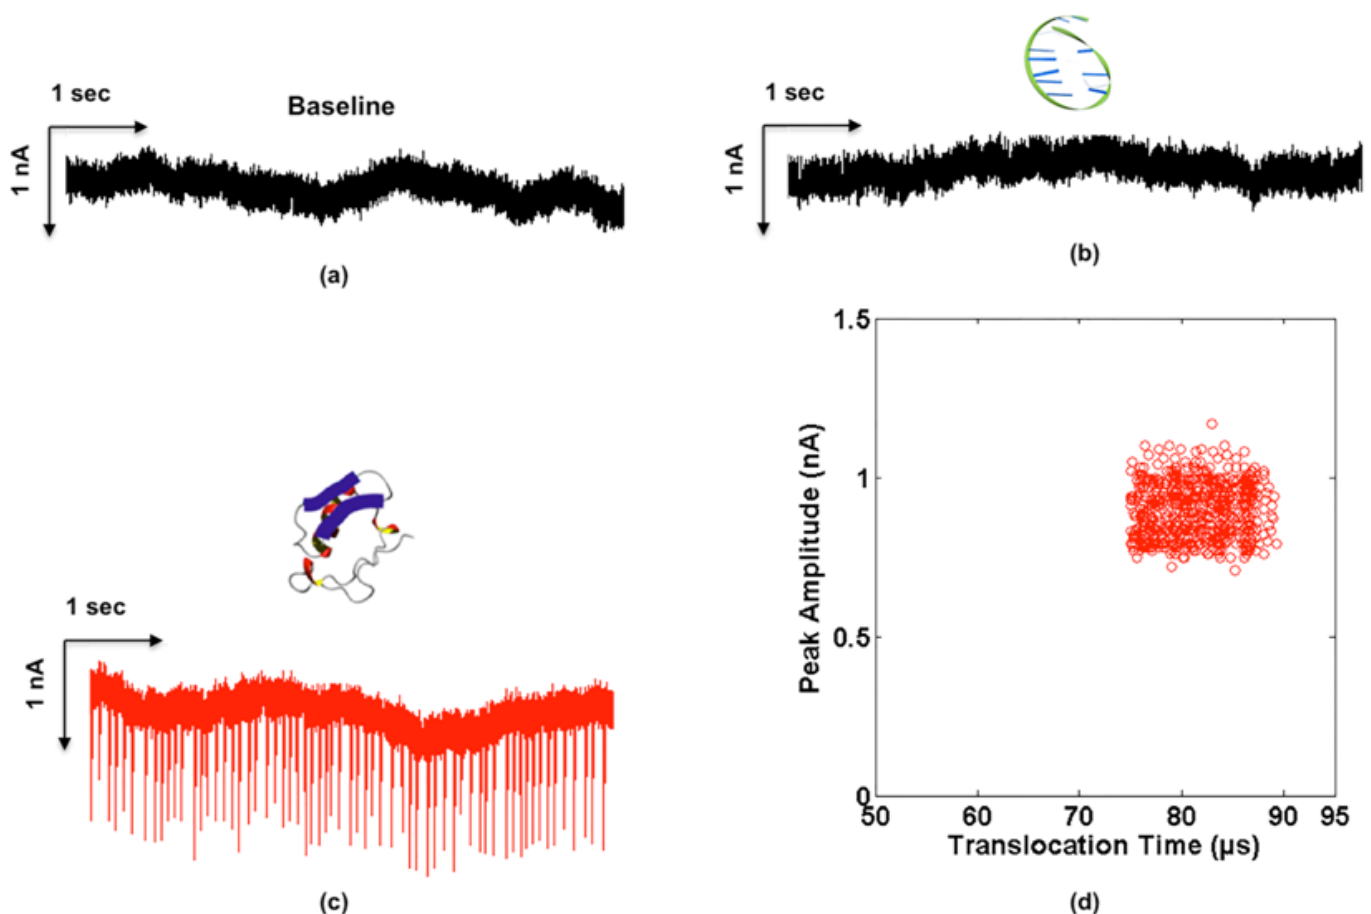 1 sec
Baseline
1 nA
(a)
1 sec
1 nA
(b)
1 sec
1 nA
(c)
1.5
1
0.5
0
50 60 70 80 90 95
Peak Amplitude (nA)
Translocation Time (µs)
(d)